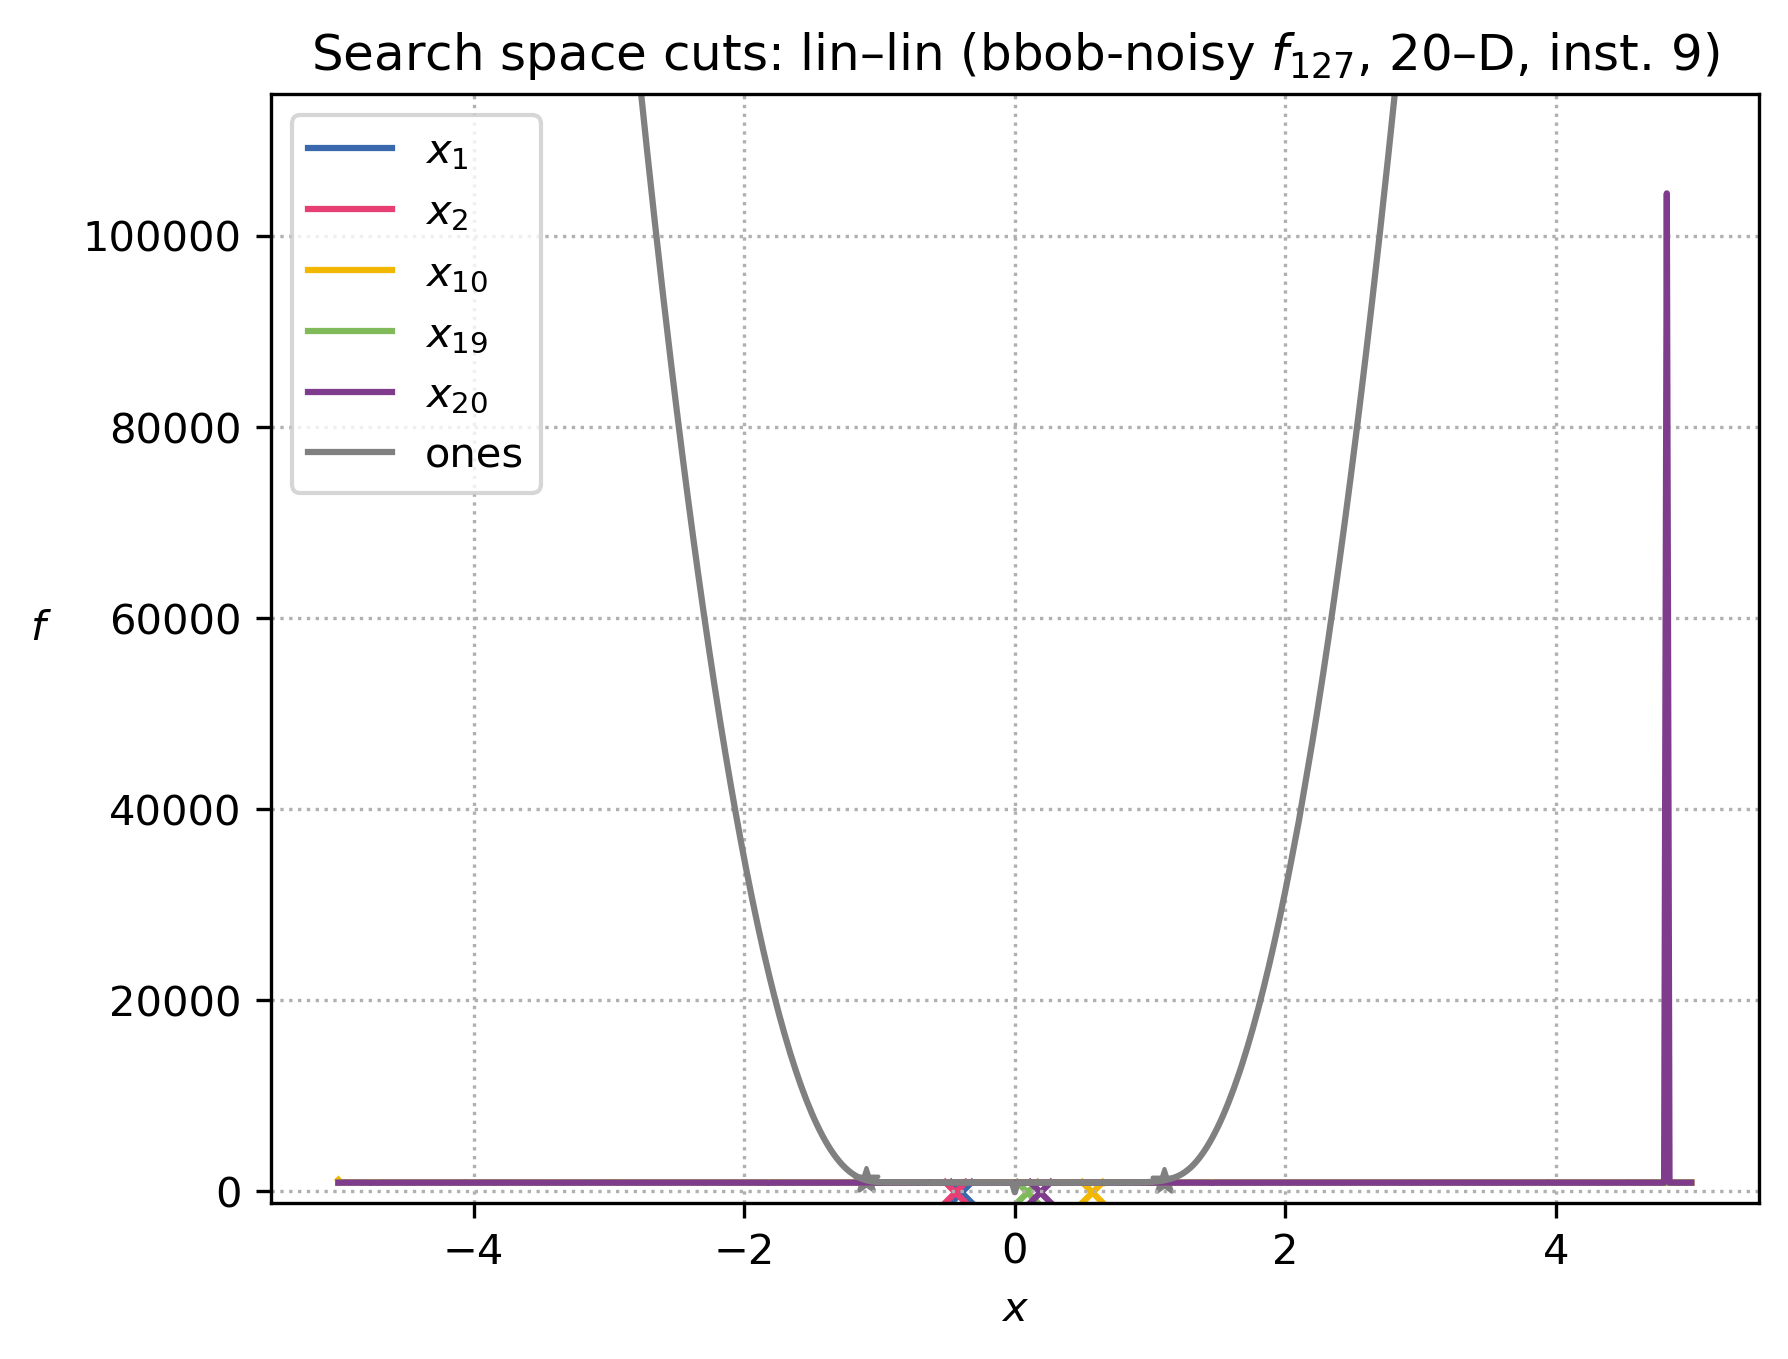 Search space cuts: lin–lin (bbob-noisy f₁₂₇, 20–D, inst. 9)
x₁
x₂
x₁₀
x₁₉
x₂₀
ones
100000
80000
60000
40000
20000
0
f
−4 −2 0 2 4
x